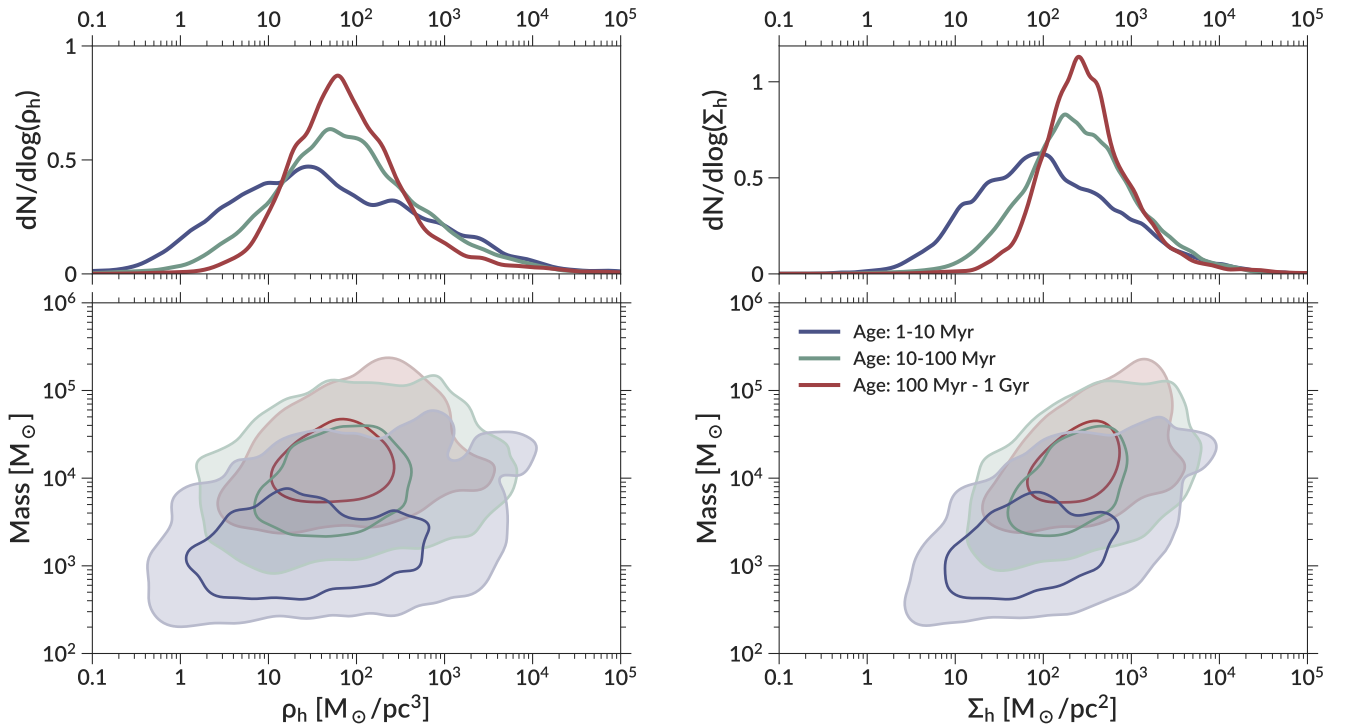 0.1 1 10 10² 10³ 10⁴ 10⁵
0.1 1 10 10² 10³ 10⁴ 10⁵
1
0.5
0
dN/dlog(ρₕ)
1
0.5
0
dN/dlog(Σₕ)
10⁶
10⁵
10⁴
10³
10²
Mass [M☉]
0.1 1 10 10² 10³ 10⁴ 10⁵
ρₕ [M☉/pc³]
10⁶
10⁵
10⁴
10³
10²
Mass [M☉]
Age: 1-10 Myr
Age: 10-100 Myr
Age: 100 Myr - 1 Gyr
0.1 1 10 10² 10³ 10⁴ 10⁵
Σₕ [M☉/pc²]